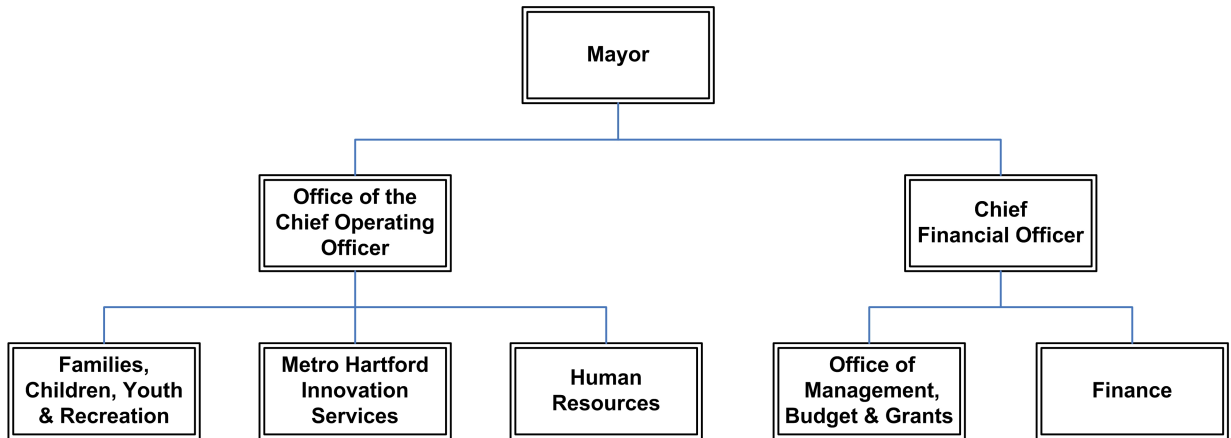 Mayor
Office of the
Chief Operating
Officer
Chief
Financial Officer
Families,
Children, Youth
& Recreation
Metro Hartford
Innovation
Services
Human
Resources
Office of
Management,
Budget & Grants
Finance